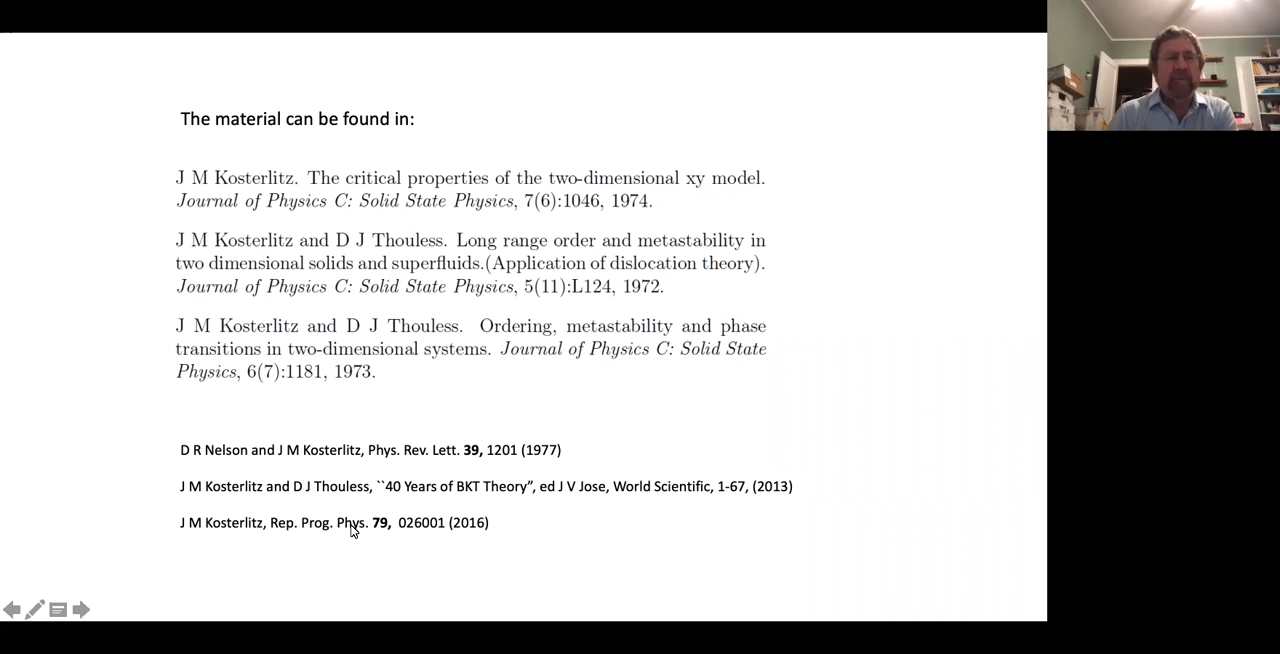 The material can be found in:
J M Kosterlitz. The critical properties of the two-dimensional xy model.
Journal of Physics C: Solid State Physics, 7(6):1046, 1974.
J M Kosterlitz and D J Thouless. Long range order and metastability in
two dimensional solids and superfluids.(Application of dislocation theory).
Journal of Physics C: Solid State Physics, 5(11):L124, 1972.
J M Kosterlitz and D J Thouless. Ordering, metastability and phase
transitions in two-dimensional systems. Journal of Physics C: Solid State
Physics, 6(7):1181, 1973.
D R Nelson and J M Kosterlitz, Phys. Rev. Lett. 39, 1201 (1977)
J M Kosterlitz and D J Thouless, ``40 Years of BKT Theory”, ed J V Jose, World Scientific, 1-67, (2013)
J M Kosterlitz, Rep. Prog. Phys. 79, 026001 (2016)